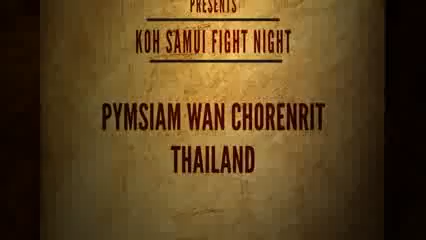 PRESENTS
KOH SAMUI FIGHT NIGHT
PYMSIAM WAN CHORENRIT
THAILAND